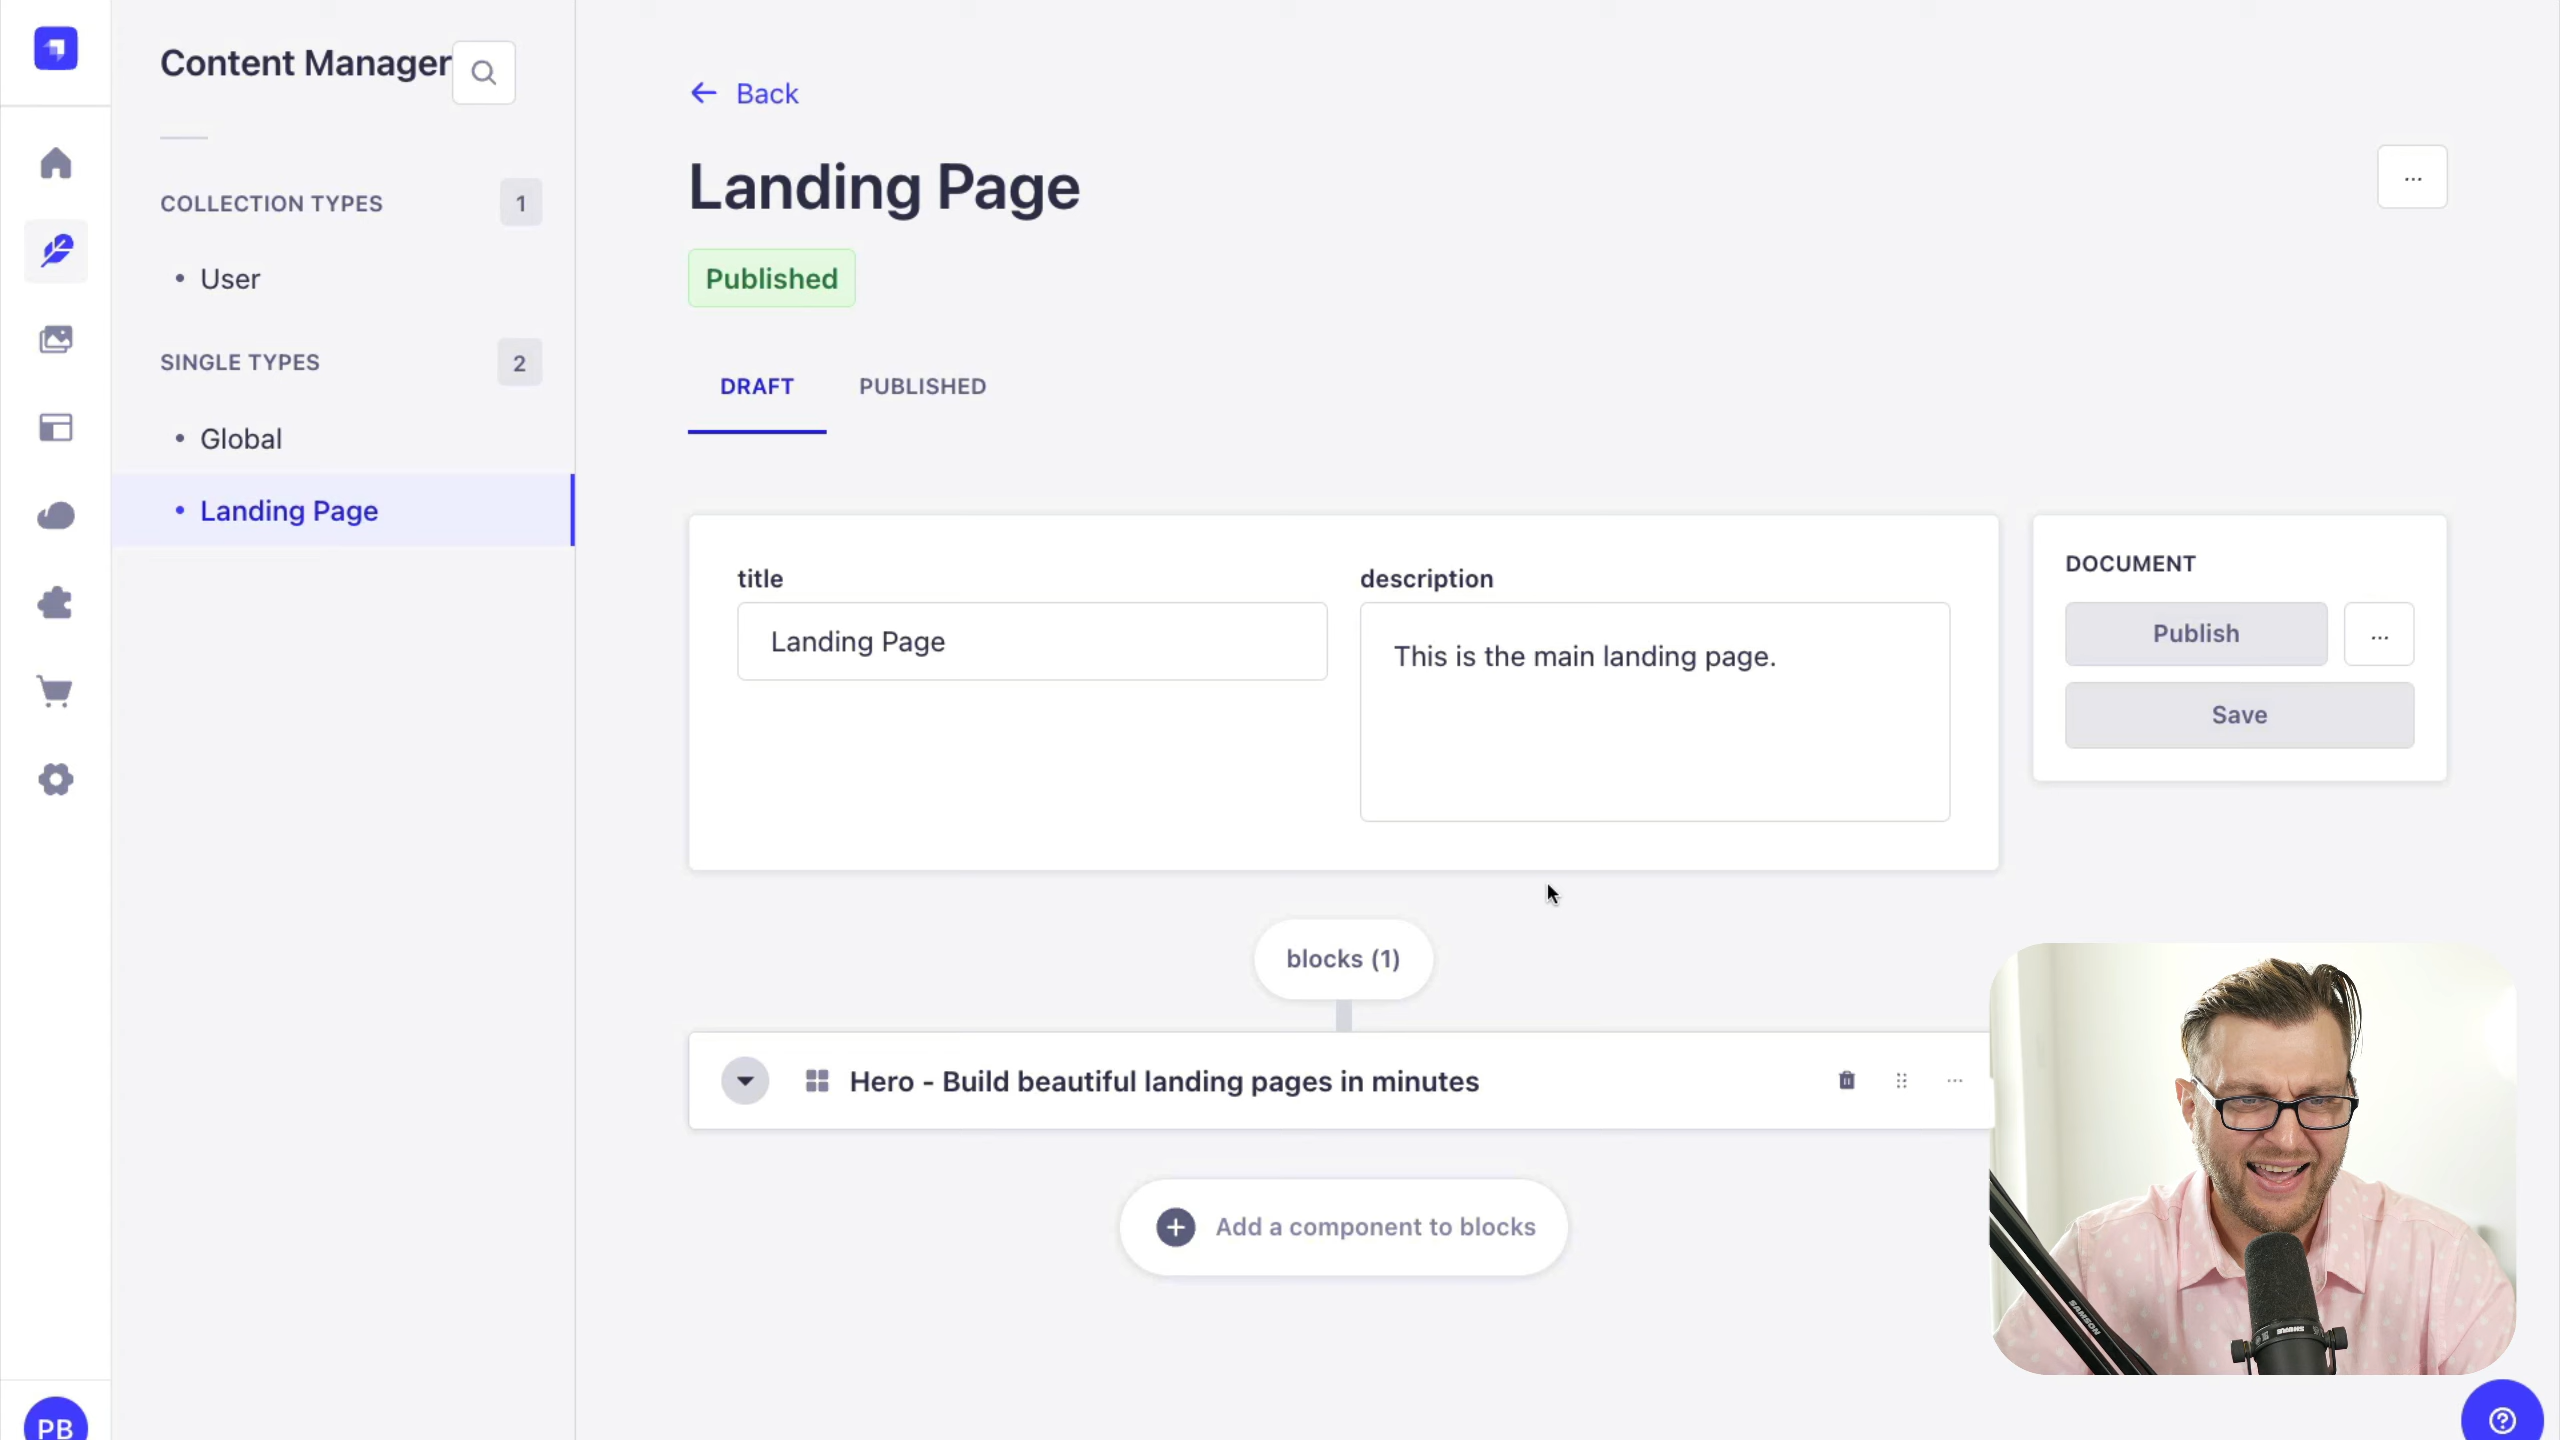 Content Manager
COLLECTION TYPES 1
User
SINGLE TYPES 2
Global
Landing Page
PB
Back
Landing Page
...
Published
DRAFT PUBLISHED
title
Landing Page
description
This is the main landing page.
DOCUMENT
Publish
...
Save
blocks (1)
Hero - Build beautiful landing pages in minutes
...
Add a component to blocks
SAMSON
SHURE